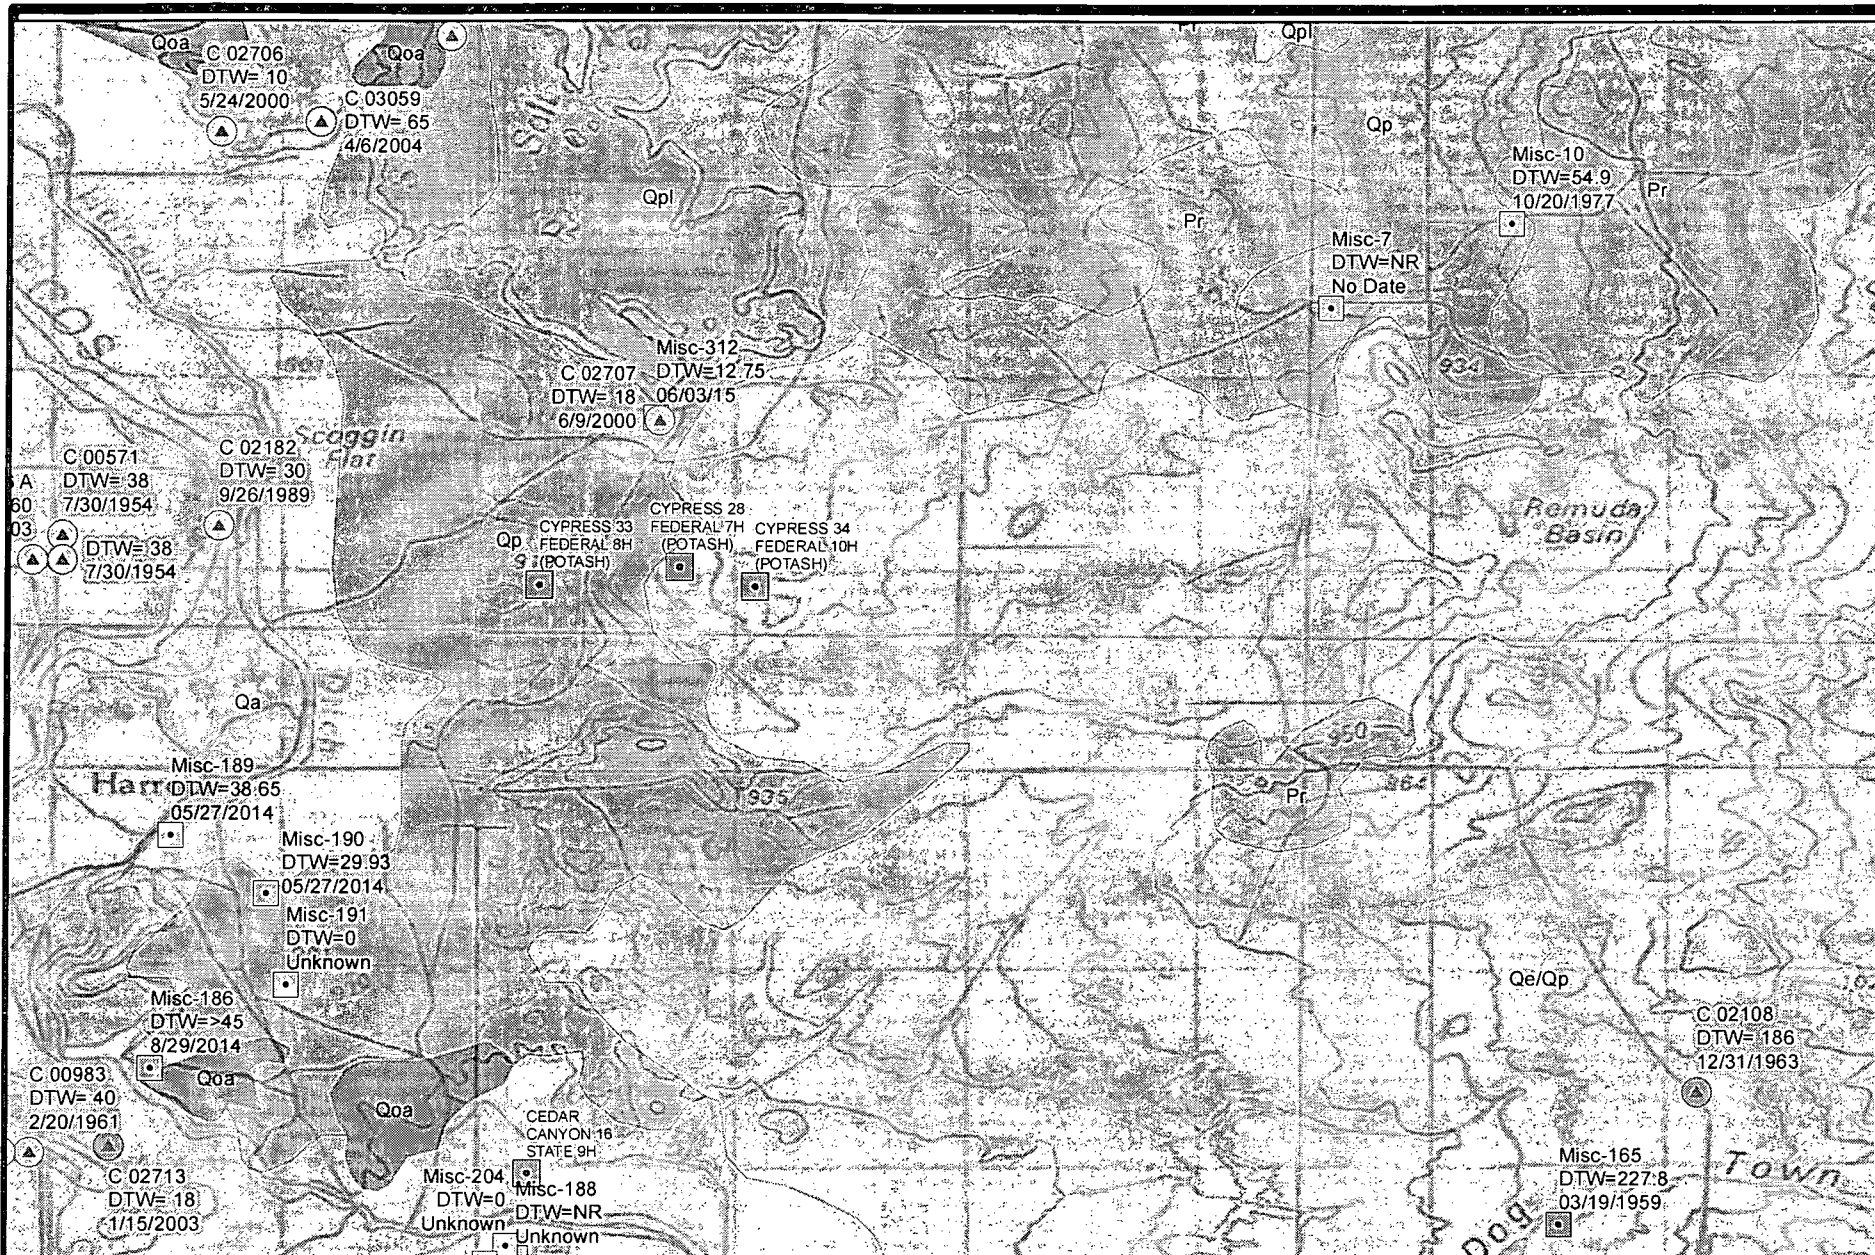 Qoa
C 02706
DTW= 10
5/24/2000
Qoa
C 03059
DTW= 65
4/6/2004
Qpl
Qp
Misc-10
DTW=54.9
10/20/1977
Pr
Qpl
Pr
Misc-7
DTW=NR
No Date
934
Misc-312
DTW=12.75
06/03/15
C 02707
DTW= 18
6/9/2000
Scoggin
Flat
C 02182
DTW= 30
9/26/1989
C 00571
DTW= 38
7/30/1954
A
60
03
DTW= 38
7/30/1954
Remuda
Basin
CYPRESS 33
FEDERAL 8H
(POTASH)
Qp
CYPRESS 28
FEDERAL 7H
(POTASH)
CYPRESS 34
FEDERAL 10H
(POTASH)
Qa
Misc-189
DTW=38.65
05/27/2014
Misc-190
DTW=29.93
05/27/2014
Misc-191
DTW=0
Unknown
935
950
Pr
964
Qe/Qp
Misc-186
DTW=>45
8/29/2014
Qoa
C 00983
DTW= 40
2/20/1961
Qoa
C 02108
DTW= 186
12/31/1963
CEDAR
CANYON 16
STATE 9H
C 02713
DTW= 18
1/15/2003
Misc-204
DTW=0
Unknown
Misc-188
DTW=NR
Unknown
Misc-165
DTW=227.8
03/19/1959
Dog
Town